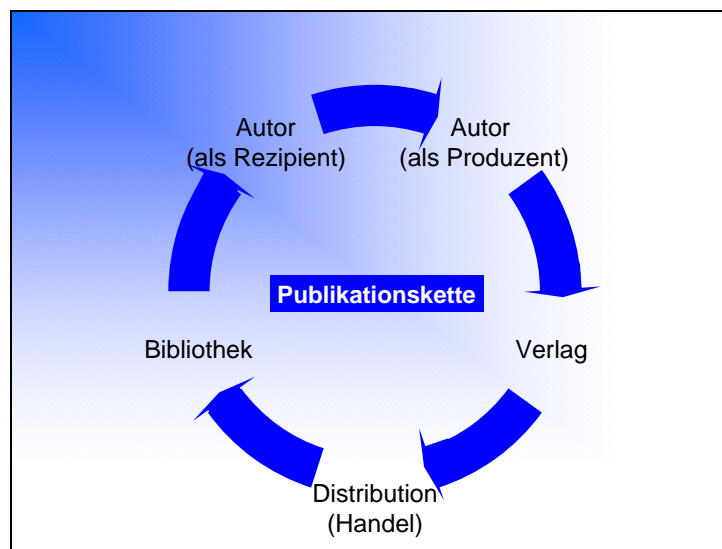 Autor
(als Rezipient)
Autor
(als Produzent)
Publikationskette
Bibliothek
Verlag
Distribution
(Handel)